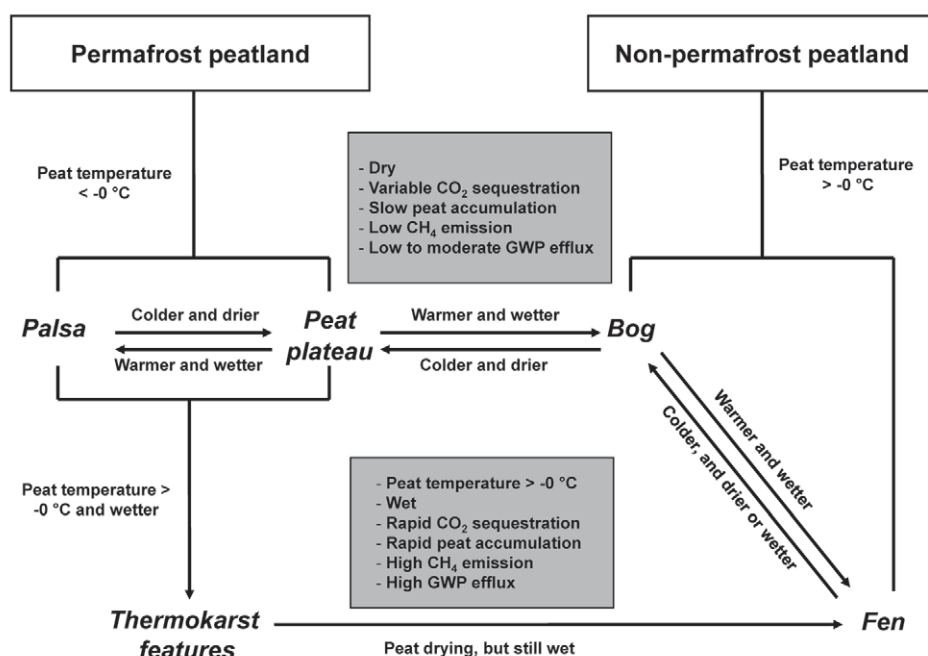 Permafrost peatland
Non-permafrost peatland
Peat temperature
< -0 °C
- Dry
- Variable CO₂ sequestration
- Slow peat accumulation
- Low CH₄ emission
- Low to moderate GWP efflux
Peat temperature
> -0 °C
Palsa
Colder and drier
Warmer and wetter
Peat
plateau
Warmer and wetter
Colder and drier
Bog
Warmer and wetter
Colder, and drier or wetter
Peat temperature >
-0 °C and wetter
- Peat temperature > -0 °C
- Wet
- Rapid CO₂ sequestration
- Rapid peat accumulation
- High CH₄ emission
- High GWP efflux
Thermokarst
features
Peat drying, but still wet
Fen